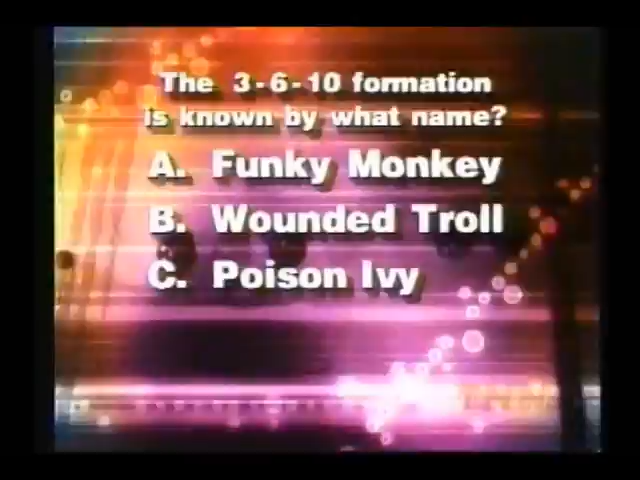 The 3-6-10 formation
is known by what name?
A. Funky Monkey
B. Wounded Troll
C. Poison Ivy